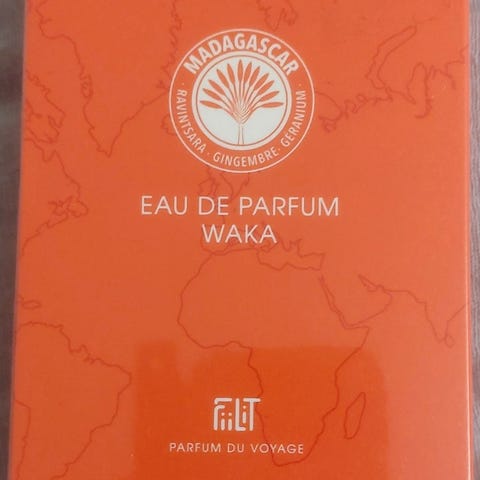 MADAGASCAR
RAVINTSARA · GINGEMBRE · GERANIUM
EAU DE PARFUM
WAKA
FiiLiT
PARFUM DU VOYAGE